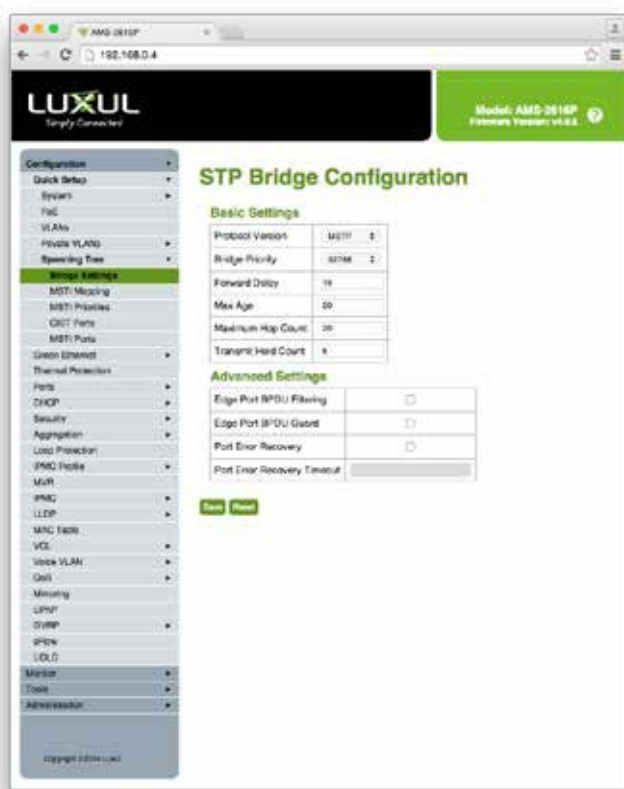 AMS-2616P
192.168.0.4
LUXUL
Simply Connected
Model: AMS-2616P
Firmware Version:
Configuration
Quick Setup
System
PoE
VLANs
Private VLANs
Spanning Tree
Bridge Settings
MSTI Mapping
MSTI Priorities
CIST Ports
MSTI Ports
Green Ethernet
Thermal Protection
Ports
DHCP
Security
Aggregation
Loop Protection
IPMC Profile
MVR
IPMC
LLDP
MAC Table
VCL
Voice VLAN
QoS
Mirroring
UPnP
GVRP
sFlow
UDLD
Monitor
Tools
Administration
STP Bridge Configuration
Basic Settings
Protocol Version MSTP
Bridge Priority 32768
Forward Delay 15
Max Age 20
Maximum Hop Count 20
Transmit Hold Count 6
Advanced Settings
Edge Port BPDU Filtering
Edge Port BPDU Guard
Port Error Recovery
Port Error Recovery Timeout
Save Reset
Copyright